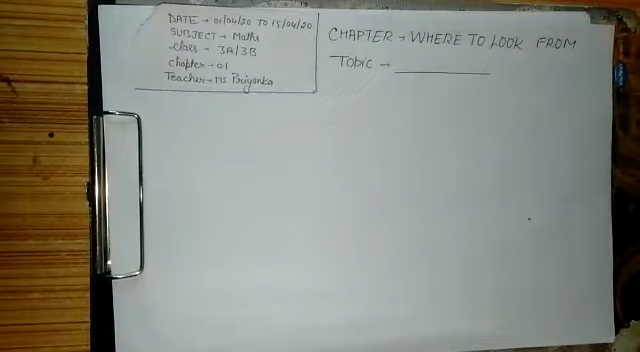 DATE → 01/04/20 TO 15/04/20
SUBJECT → Maths
class - 3A/3B
chapter → 01
Teacher → MS Priyanka
CHAPTER → WHERE TO LOOK FROM
Topic →